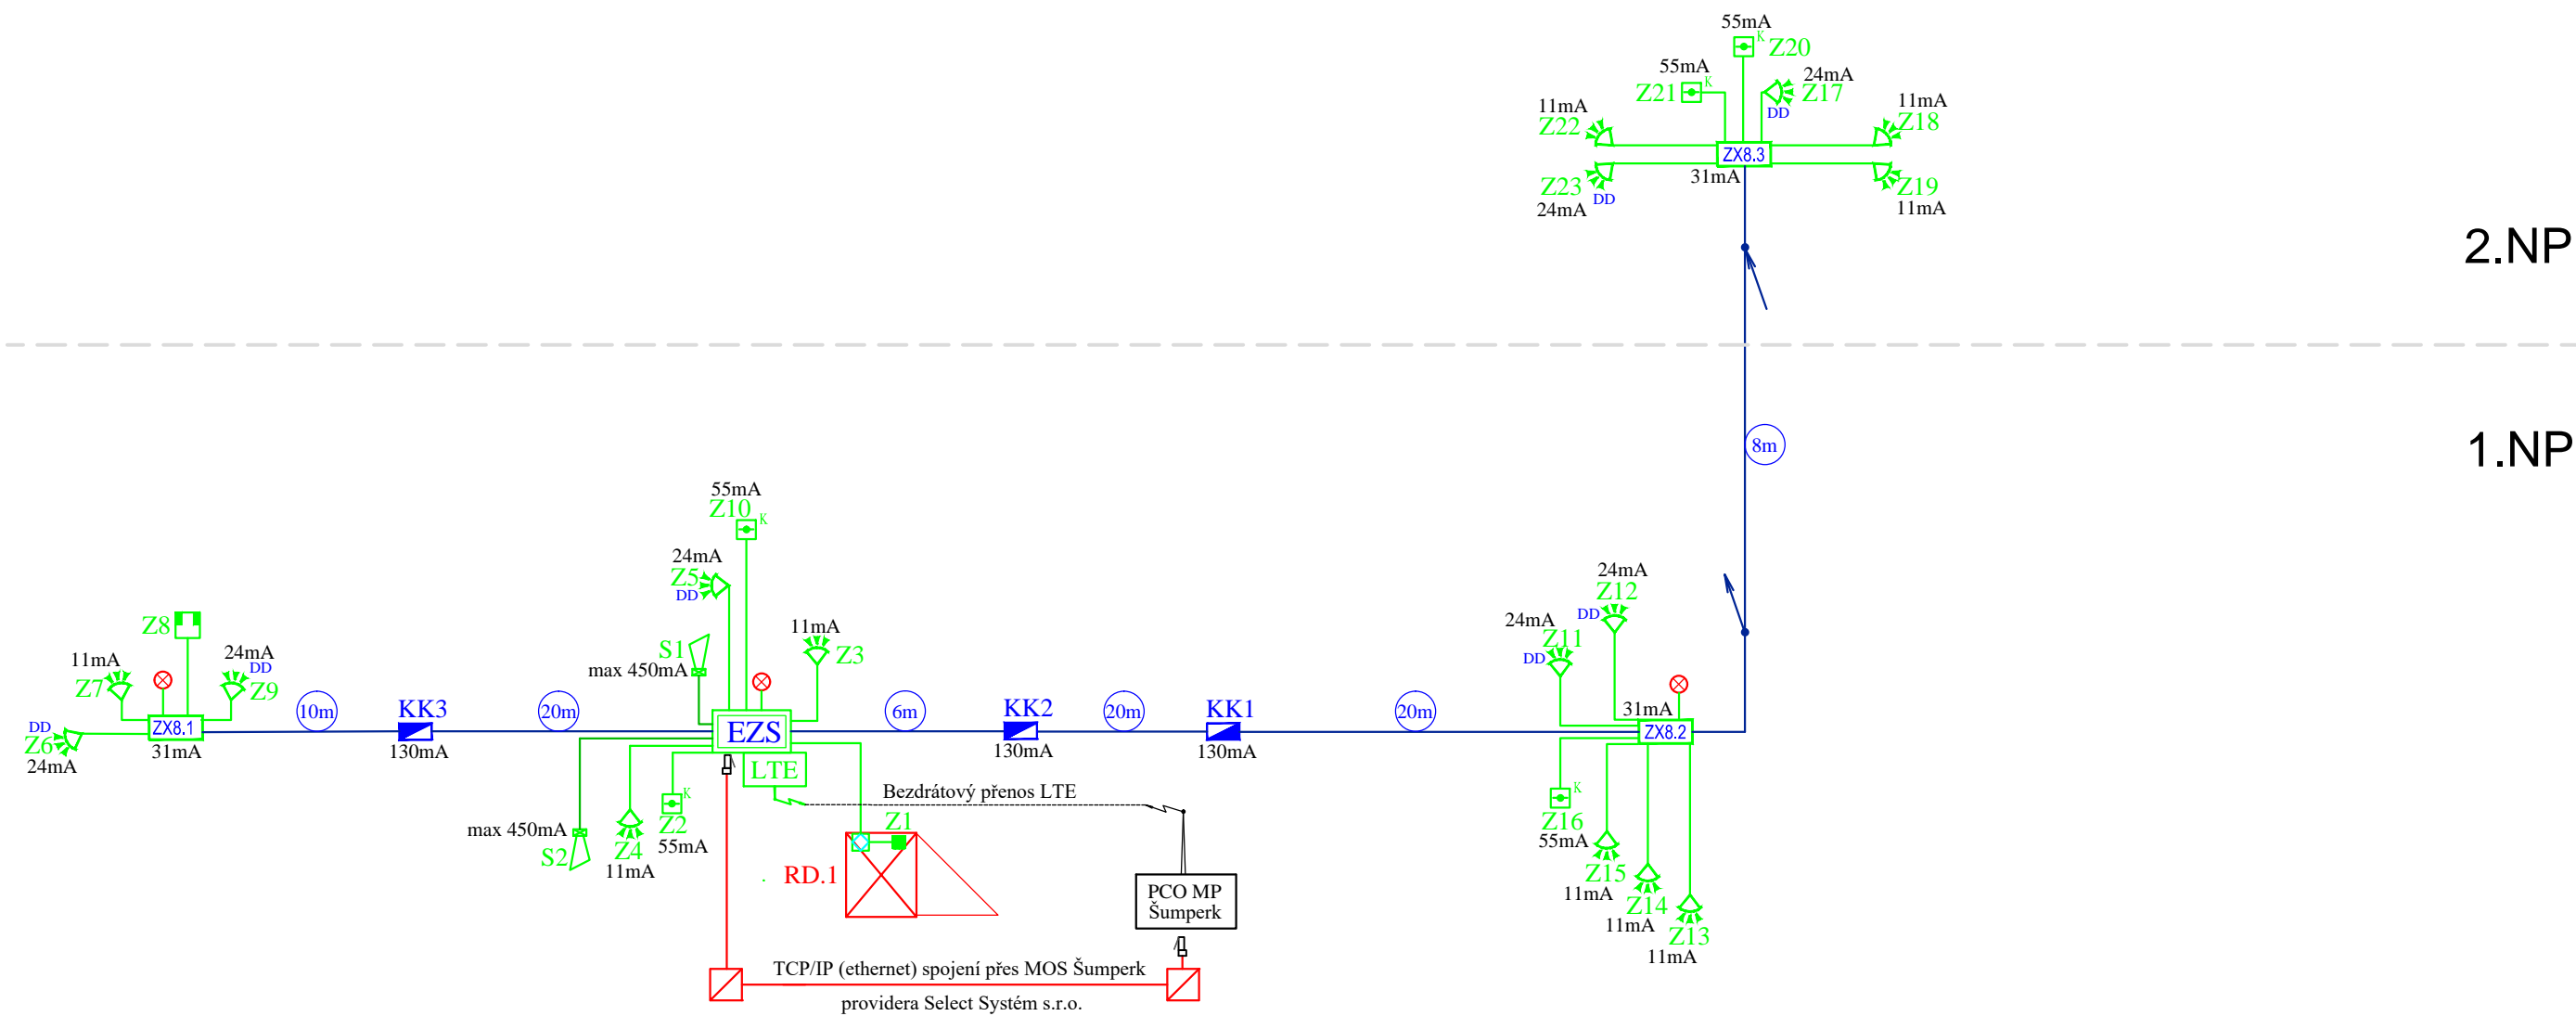 55mA
K
Z20
55mA
K
Z21
24mA
Z17
DD
11mA
Z22
11mA
Z18
ZX8.3
31mA
Z23
DD
24mA
Z19
11mA
2.NP
1.NP
8m
55mA
Z10
K
24mA
Z5
DD
11mA
Z3
S1
max 450mA
Z8
11mA
Z7
24mA
DD
Z9
DD
Z6
24mA
ZX8.1
31mA
10m
KK3
130mA
20m
EZS
LTE
6m
KK2
130mA
20m
KK1
130mA
20m
24mA
Z12
DD
24mA
Z11
DD
31mA
ZX8.2
K
Z16
55mA
Z15
11mA
Z14
11mA
Z13
11mA
max 450mA
S2
Z4
11mA
K
Z2
55mA
Bezdrátový přenos LTE
Z1
RD.1
PCO MP
Šumperk
TCP/IP (ethernet) spojení přes MOS Šumperk
providera Select Systém s.r.o.